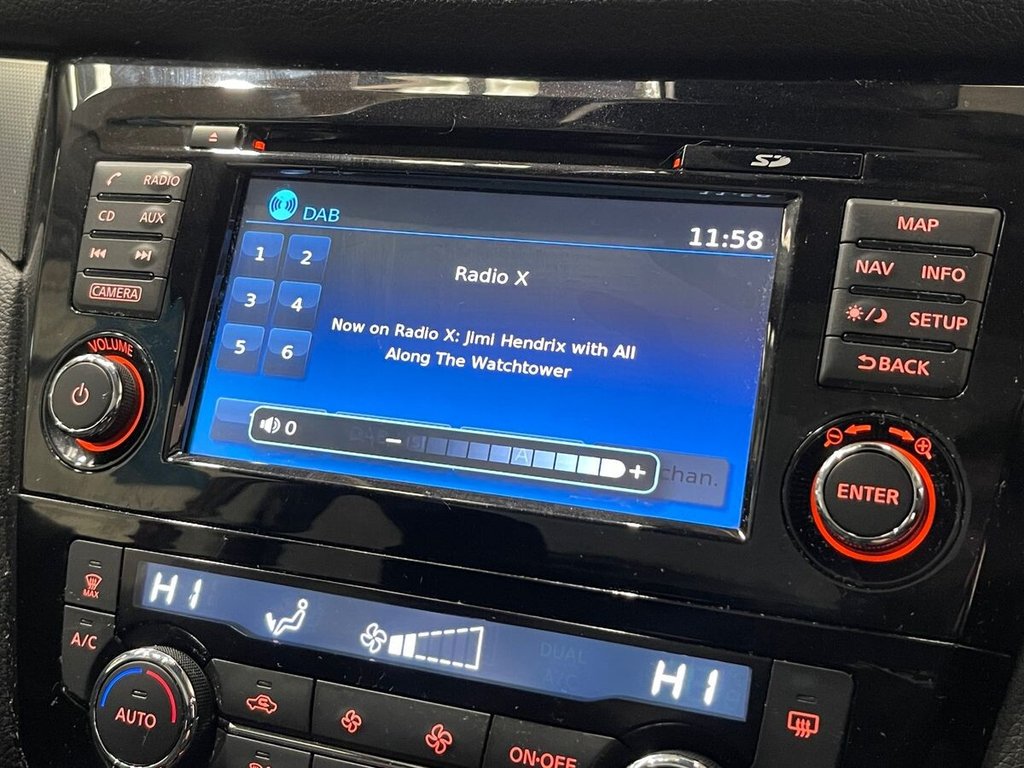 SD
RADIO
CD AUX
CAMERA
VOLUME
DAB
11:58
1 2
3 4
5 6
Radio X
Now on Radio X: Jimi Hendrix with All
Along The Watchtower
0 – A +
chan.
MAP
NAV INFO
SETUP
BACK
ENTER
MAX
A/C
HI
DUAL
A/C
HI
AUTO
ON·OFF